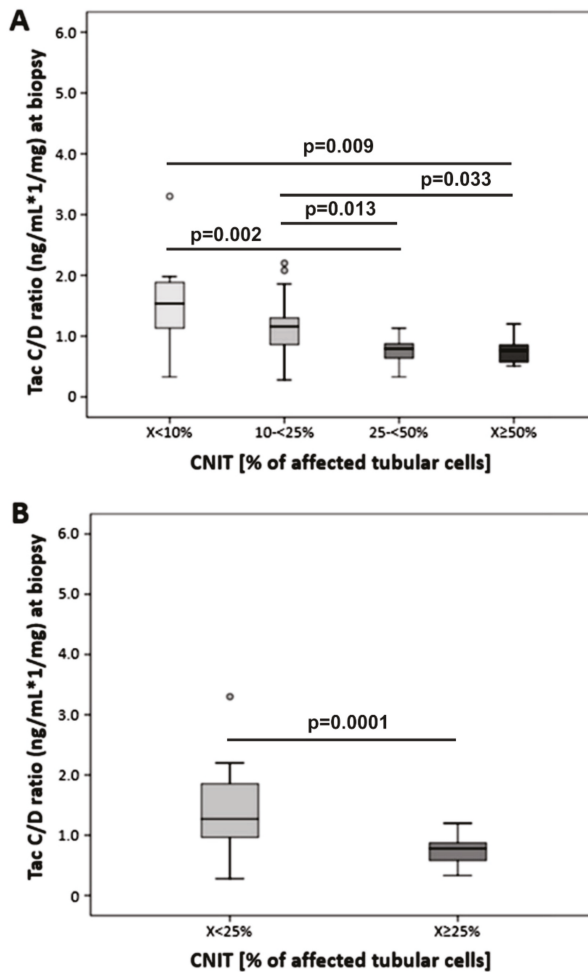 A
Tac C/D ratio (ng/mL*1/mg) at biopsy
6.0
5.0
4.0
3.0
2.0
1.0
0
p=0.009
p=0.033
p=0.013
p=0.002
X<10%
10-<25%
25-<50%
X≥50%
CNIT [% of affected tubular cells]
B
Tac C/D ratio (ng/mL*1/mg) at biopsy
6.0
5.0
4.0
3.0
2.0
1.0
0
p=0.0001
X<25%
X≥25%
CNIT [% of affected tubular cells]